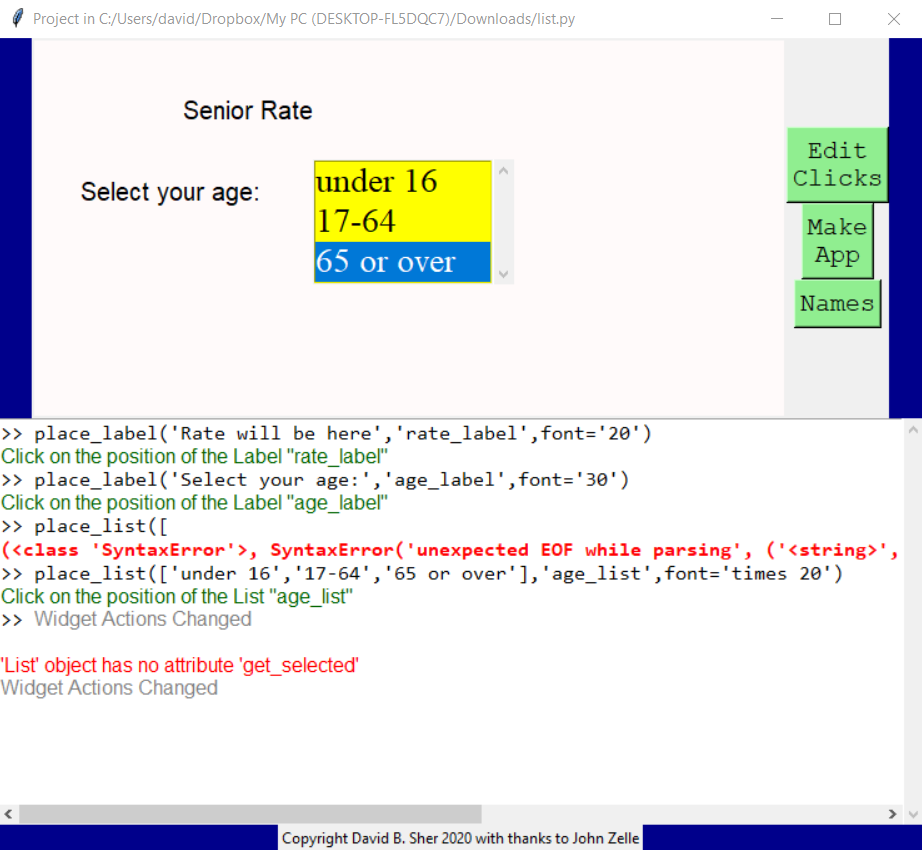 Project in C:/Users/david/Dropbox/My PC (DESKTOP-FL5DQC7)/Downloads/list.py
Senior Rate
Select your age:
under 16
17-64
65 or over
Edit
Clicks
Make
App
Names
>> place_label('Rate will be here','rate_label',font='20')
Click on the position of the Label "rate_label"
>> place_label('Select your age:','age_label',font='30')
Click on the position of the Label "age_label"
>> place_list([
(<class 'SyntaxError'>, SyntaxError('unexpected EOF while parsing', ('<string>',
>> place_list(['under 16','17-64','65 or over'],'age_list',font='times 20')
Click on the position of the List "age_list"
>> Widget Actions Changed
'List' object has no attribute 'get_selected'
Widget Actions Changed
Copyright David B. Sher 2020 with thanks to John Zelle